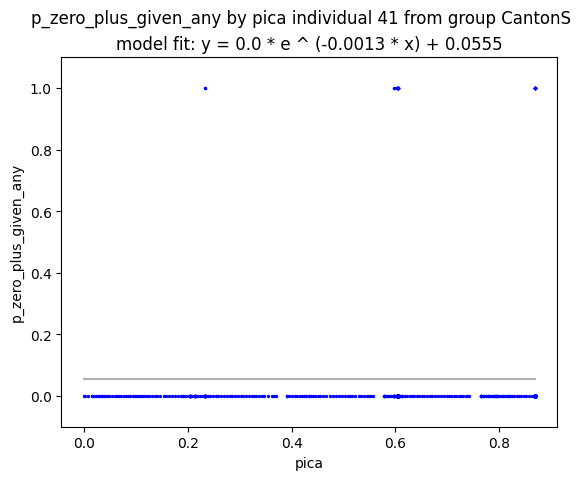 p_zero_plus_given_any by pica individual 41 from group CantonS
model fit: y = 0.0 * e ^ (-0.0013 * x) + 0.0555
1.0
0.8
0.6
0.4
0.2
0.0
p_zero_plus_given_any
0.0 0.2 0.4 0.6 0.8
pica